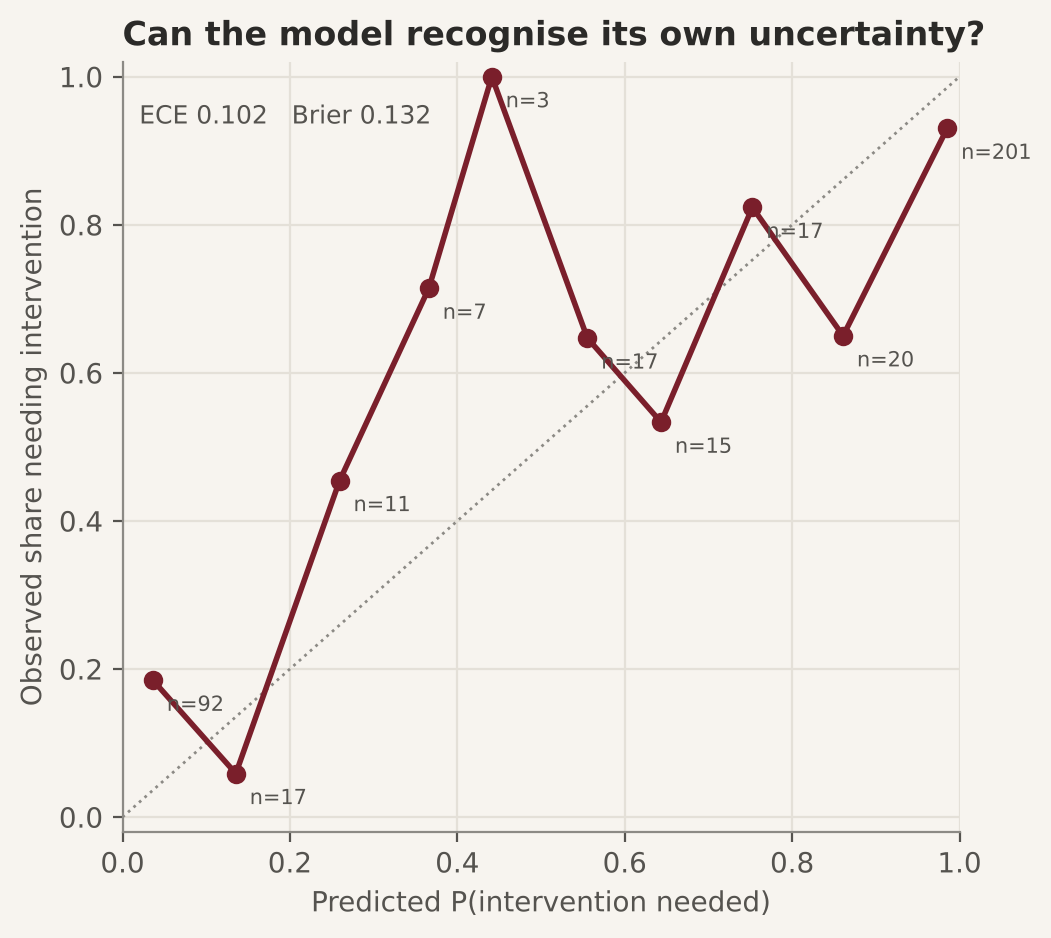 Can the model recognise its own uncertainty?
ECE 0.102 Brier 0.132
Observed share needing intervention
1.0
0.8
0.6
0.4
0.2
0.0
n=3
n=201
n=17
n=7
n=17
n=20
n=15
n=11
n=92
n=17
0.0 0.2 0.4 0.6 0.8 1.0
Predicted P(intervention needed)